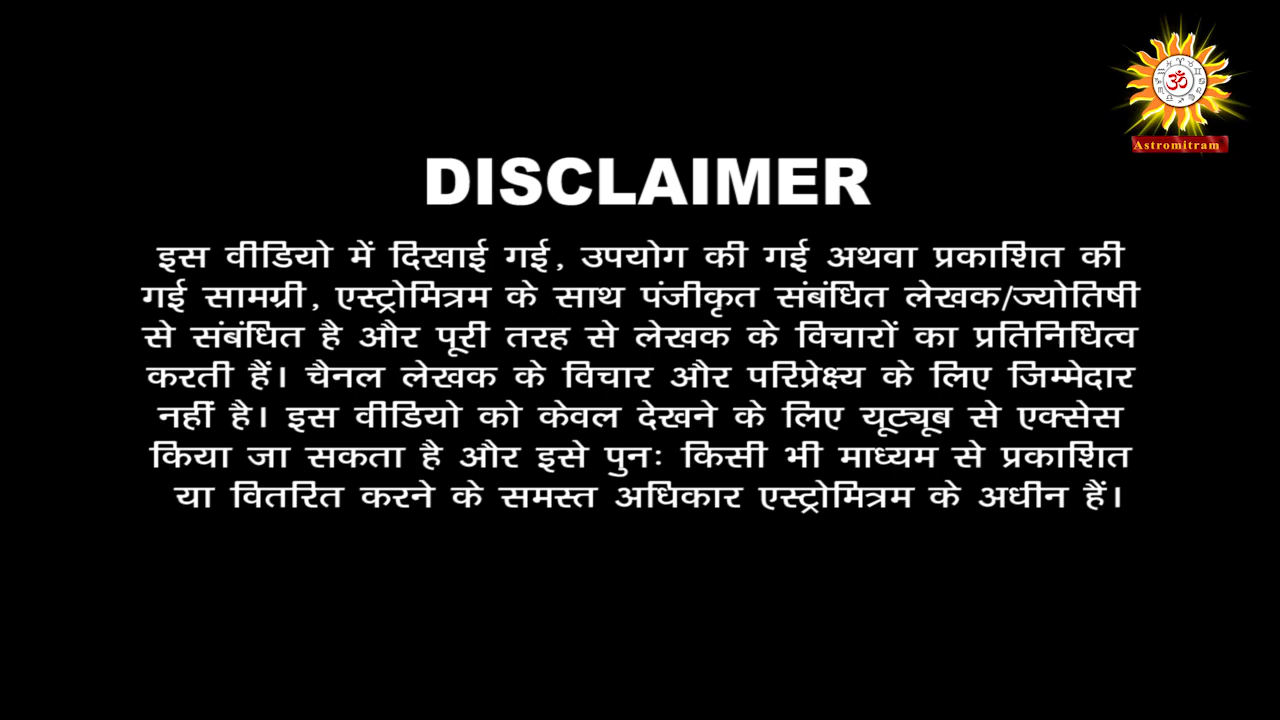 Astromitram
DISCLAIMER
इस वीडियो में दिखाई गई, उपयोग की गई अथवा प्रकाशित की
गई सामग्री, एस्ट्रोमित्रम के साथ पंजीकृत संबंधित लेखक/ज्योतिषी
से संबंधित है और पूरी तरह से लेखक के विचारों का प्रतिनिधित्व
करती हैं। चैनल लेखक के विचार और परिप्रेक्ष्य के लिए जिम्मेदार
नहीं है। इस वीडियो को केवल देखने के लिए यूट्यूब से एक्सेस
किया जा सकता है और इसे पुनः किसी भी माध्यम से प्रकाशित
या वितरित करने के समस्त अधिकार एस्ट्रोमित्रम के अधीन हैं।